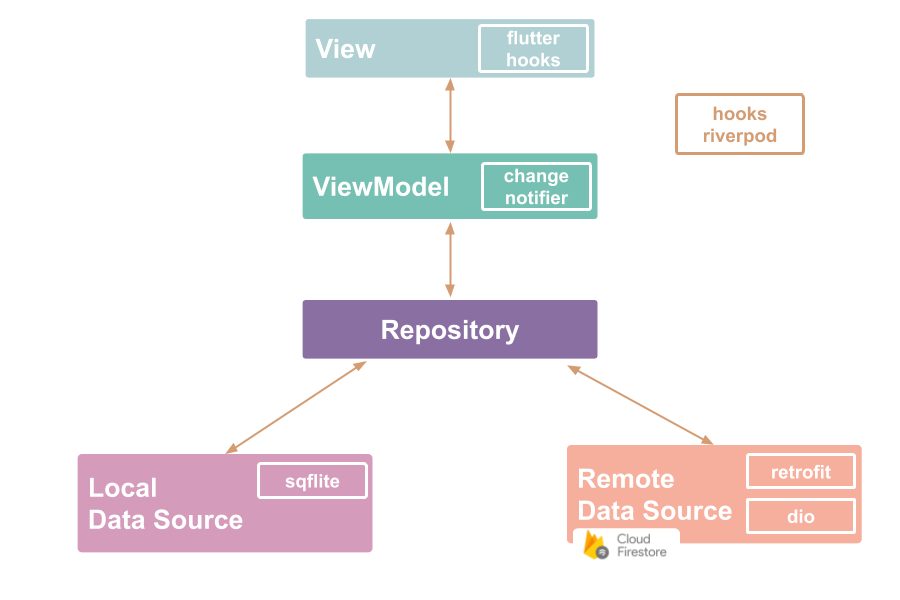 View
flutter
hooks
hooks
riverpod
ViewModel
change
notifier
Repository
Local
Data Source
sqflite
Remote
Data Source
retrofit
dio
Cloud
Firestore